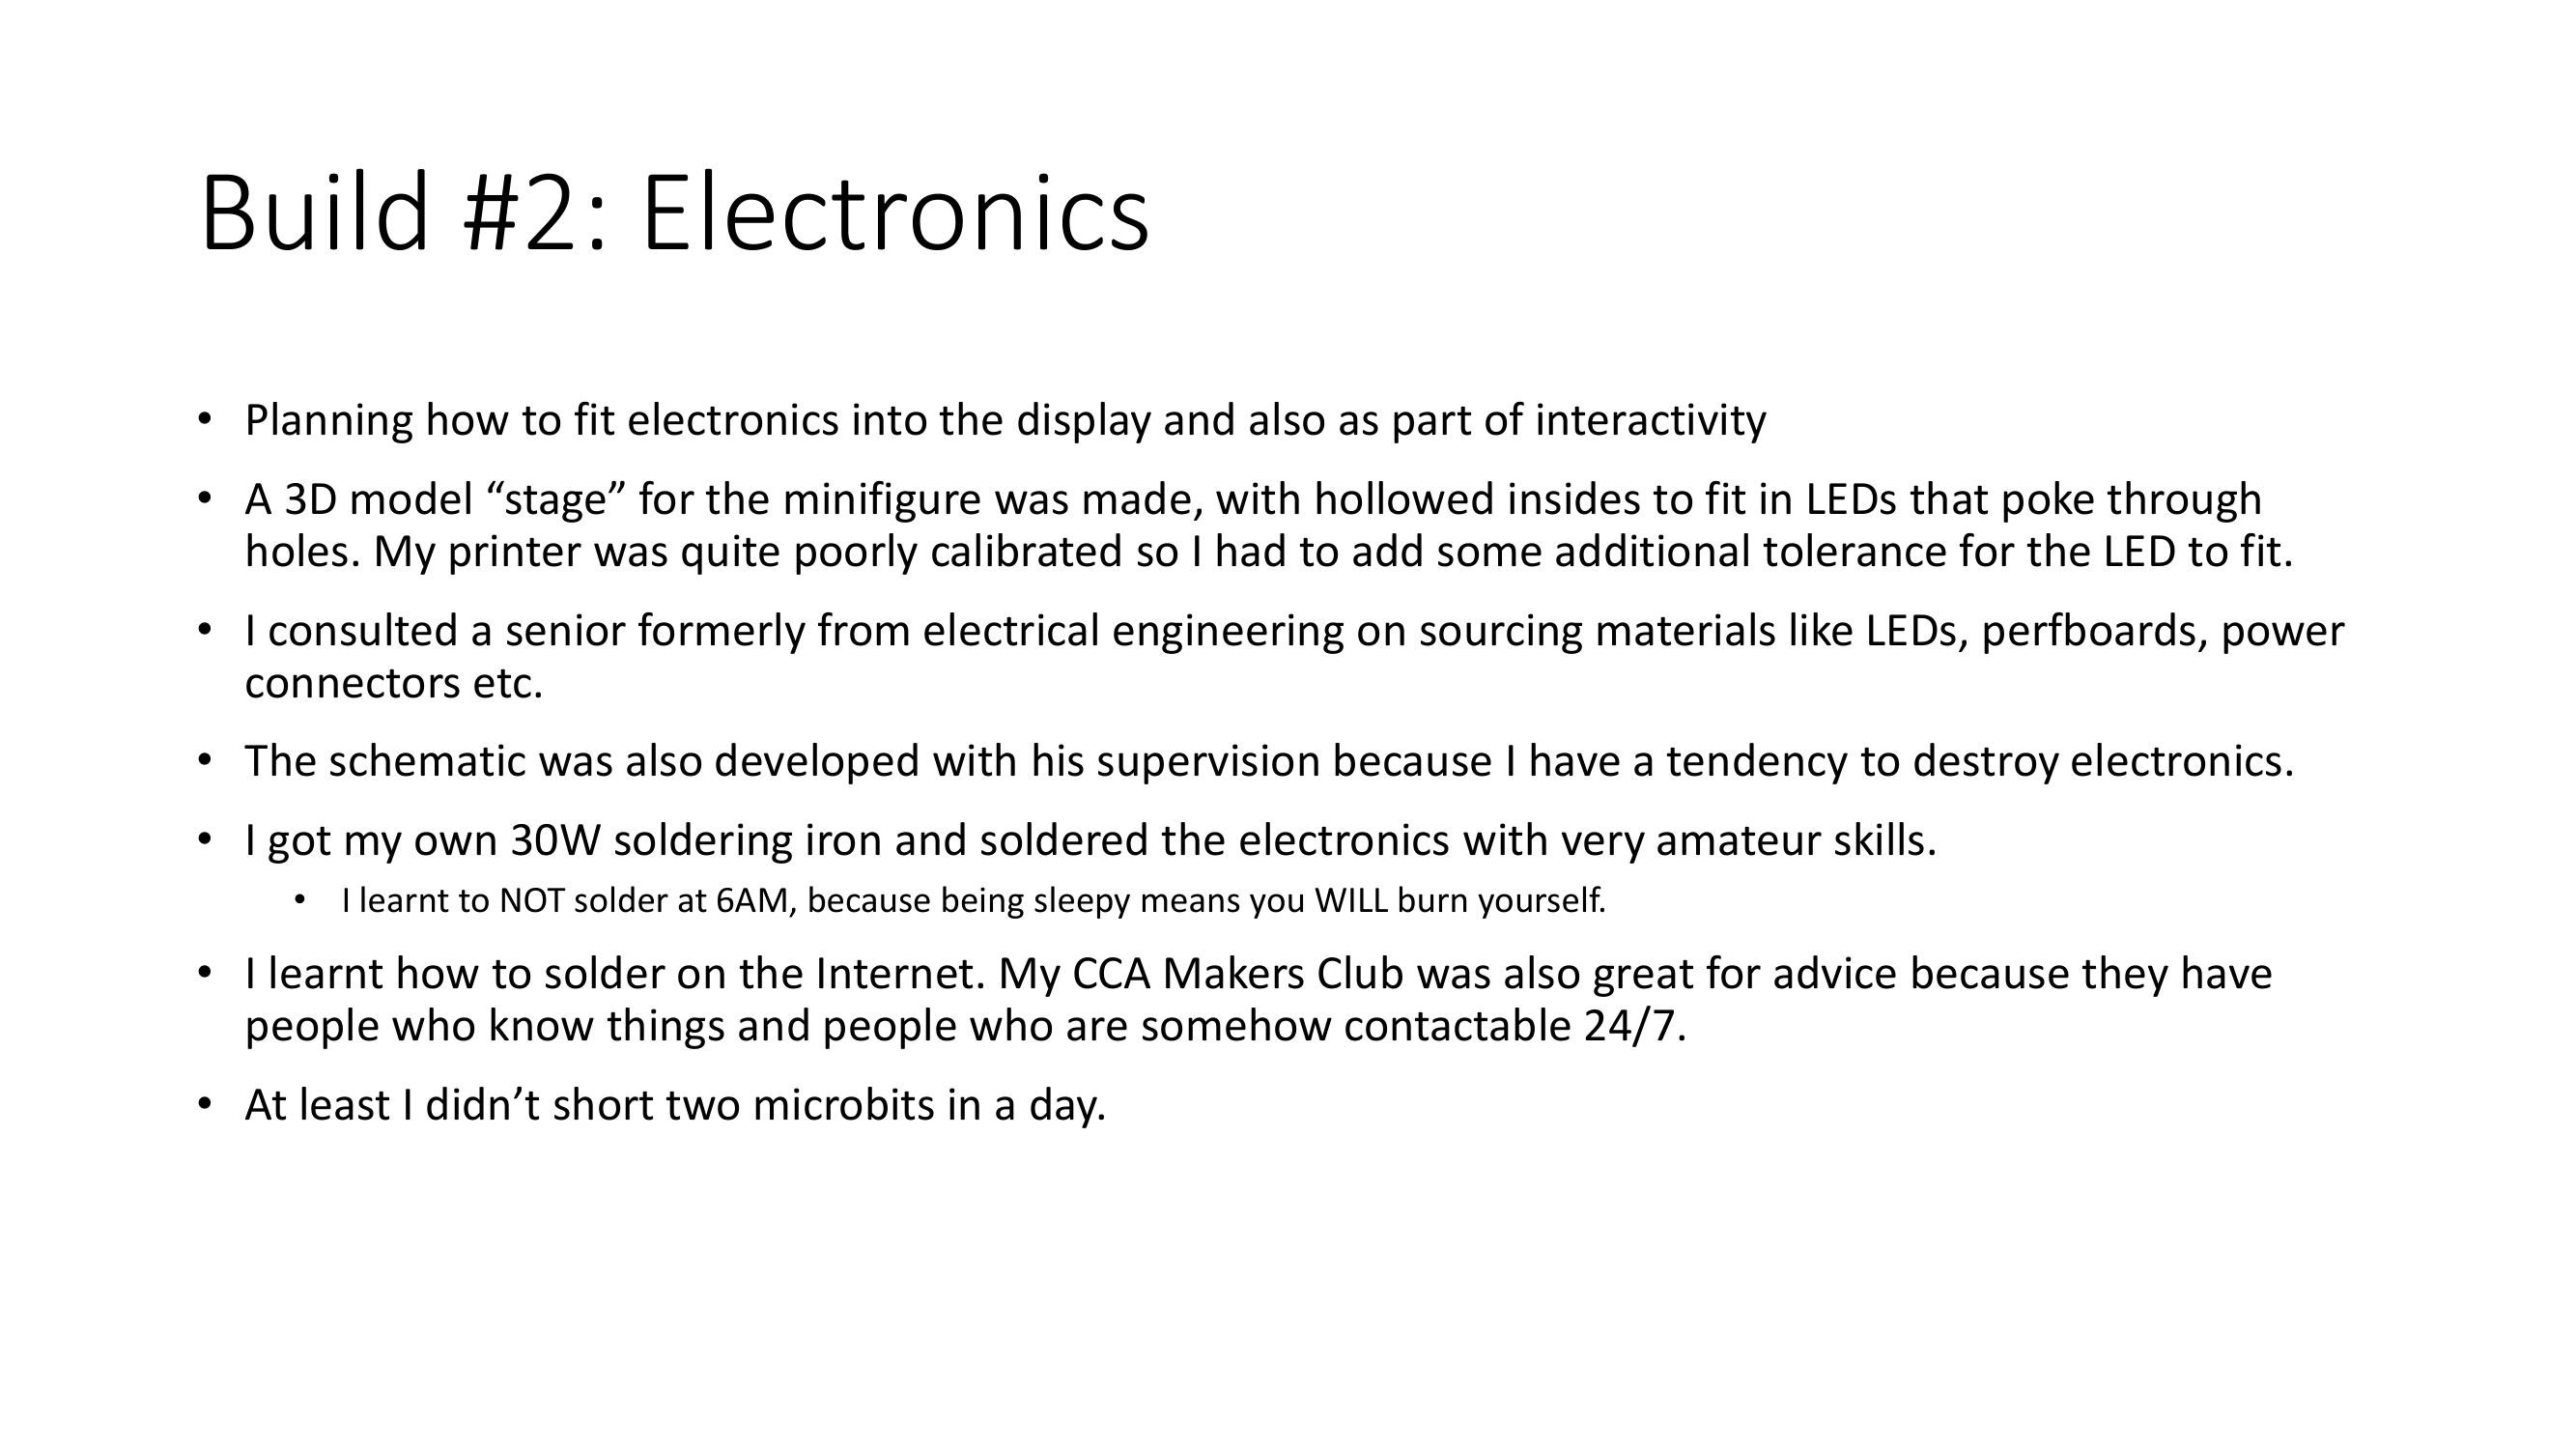 Build #2: Electronics
• Planning how to fit electronics into the display and also as part of interactivity
• A 3D model “stage” for the minifigure was made, with hollowed insides to fit in LEDs that poke through
holes. My printer was quite poorly calibrated so I had to add some additional tolerance for the LED to fit.
• I consulted a senior formerly from electrical engineering on sourcing materials like LEDs, perfboards, power
connectors etc.
• The schematic was also developed with his supervision because I have a tendency to destroy electronics.
• I got my own 30W soldering iron and soldered the electronics with very amateur skills.
• I learnt to NOT solder at 6AM, because being sleepy means you WILL burn yourself.
• I learnt how to solder on the Internet. My CCA Makers Club was also great for advice because they have
people who know things and people who are somehow contactable 24/7.
• At least I didn’t short two microbits in a day.